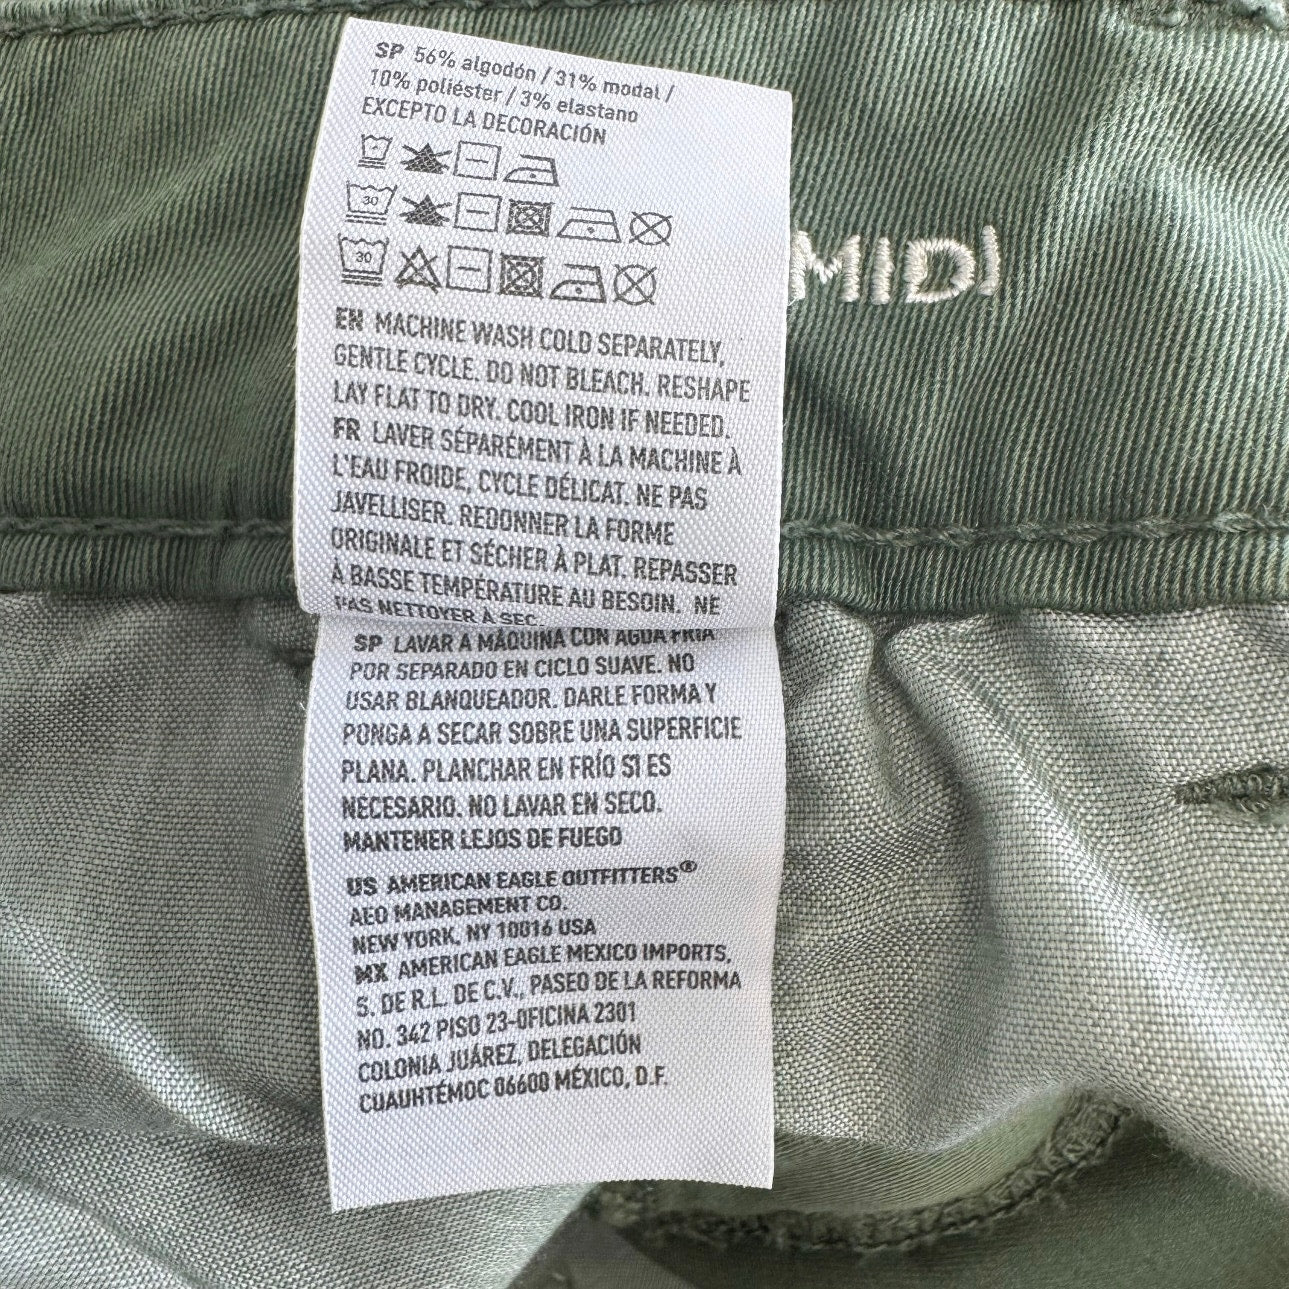 SP 56% algodón / 31% modal /
10% poliéster / 3% elastano
EXCEPTO LA DECORACIÓN
30
30
MIDI
EN MACHINE WASH COLD SEPARATELY,
GENTLE CYCLE. DO NOT BLEACH. RESHAPE
LAY FLAT TO DRY. COOL IRON IF NEEDED.
FR LAVER SÉPARÉMENT À LA MACHINE À
L'EAU FROIDE, CYCLE DÉLICAT. NE PAS
JAVELLISER. REDONNER LA FORME
ORIGINALE ET SÉCHER À PLAT. REPASSER
À BASSE TEMPÉRATURE AU BESOIN. NE
PAS NETTOYER À SEC
SP LAVAR A MÁQUINA CON AGUA FRÍA
POR SEPARADO EN CICLO SUAVE. NO
USAR BLANQUEADOR. DARLE FORMA Y
PONGA A SECAR SOBRE UNA SUPERFICIE
PLANA. PLANCHAR EN FRÍO SI ES
NECESARIO. NO LAVAR EN SECO.
MANTENER LEJOS DE FUEGO
US AMERICAN EAGLE OUTFITTERS®
AEO MANAGEMENT CO.
NEW YORK, NY 10016 USA
MX AMERICAN EAGLE MEXICO IMPORTS,
S. DE R.L. DE C.V., PASEO DE LA REFORMA
NO. 342 PISO 23-OFICINA 2301
COLONIA JUÁREZ, DELEGACIÓN
CUAUHTÉMOC 06600 MÉXICO, D.F.